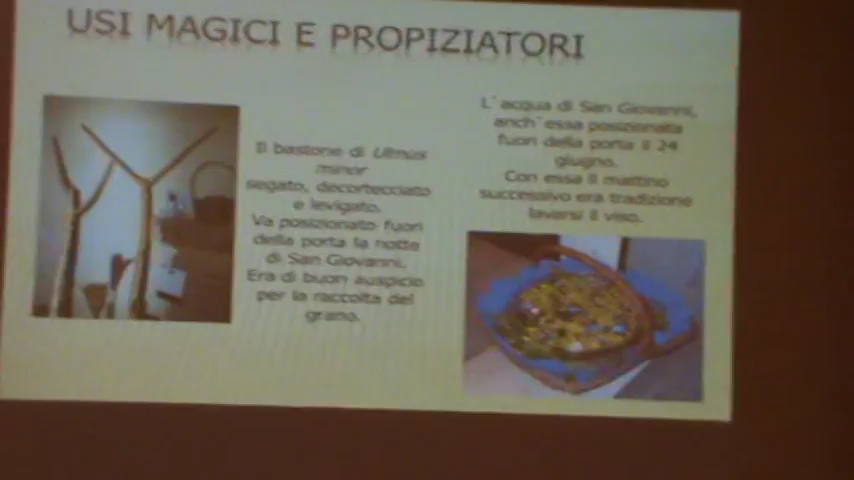 USI MAGICI E PROPIZIATORI
Il bastone di Ulmus
minor
segato, decorticato
e levigato.
Va posizionato fuori
della porta la notte
di San Giovanni.
Era di buon auspicio
per la raccolta del
grano.
L'acqua di San Giovanni,
anch'essa posizionata
fuori della porta il 24
giugno.
Con essa il mattino
successivo era tradizione
lavarsi il viso.